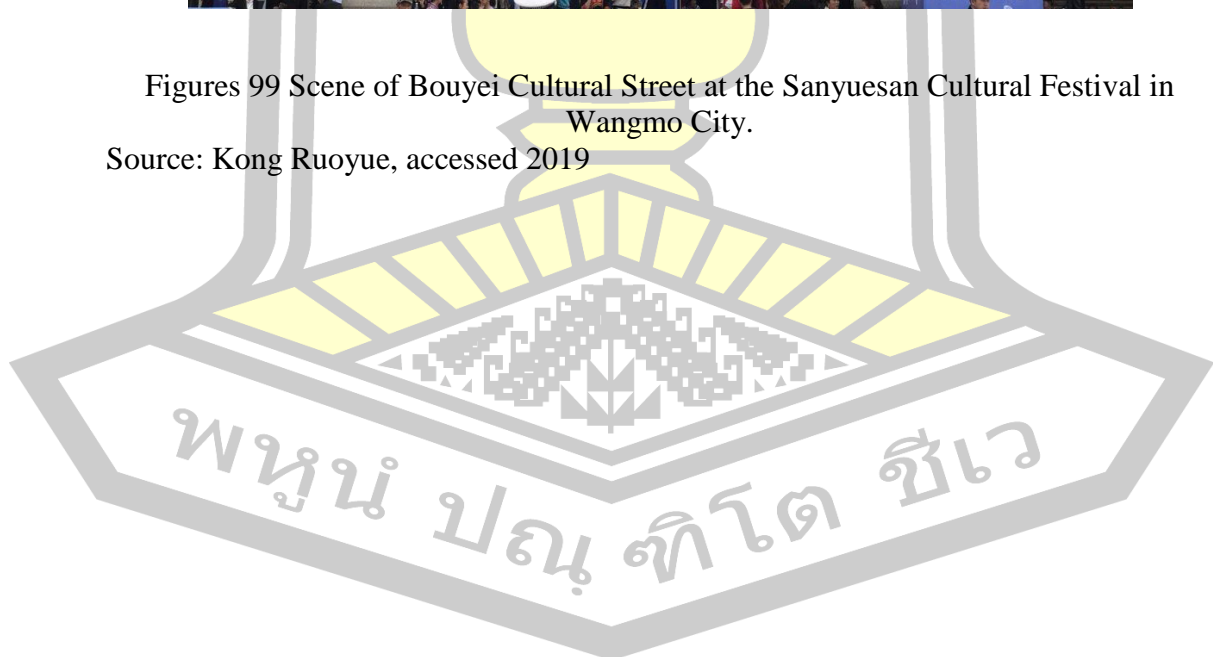 Figures 99 Scene of Bouyei Cultural Street at the Sanyuesan Cultural Festival in
Wangmo City.
Source: Kong Ruoyue, accessed 2019
พหูนํ ปณฺฑิโต ชีเว